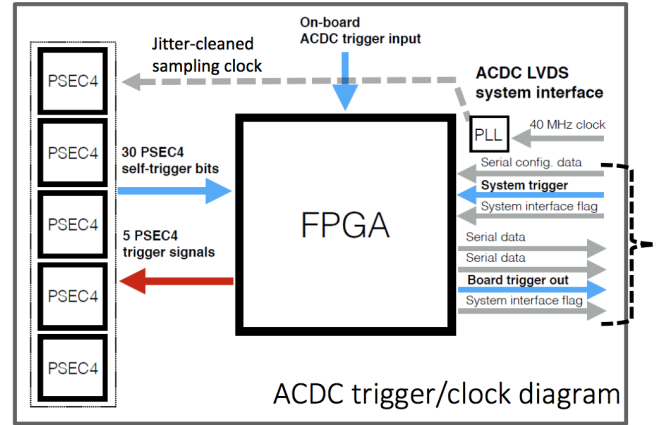 On-board
ACDC trigger input
Jitter-cleaned
sampling clock
ACDC LVDS
system interface
PSEC4
PLL
40 MHz clock
PSEC4
30 PSEC4
self-trigger bits
Serial config. data
System trigger
System interface flag
PSEC4
FPGA
5 PSEC4
trigger signals
Serial data
Serial data
Board trigger out
System interface flag
PSEC4
PSEC4
ACDC trigger/clock diagram